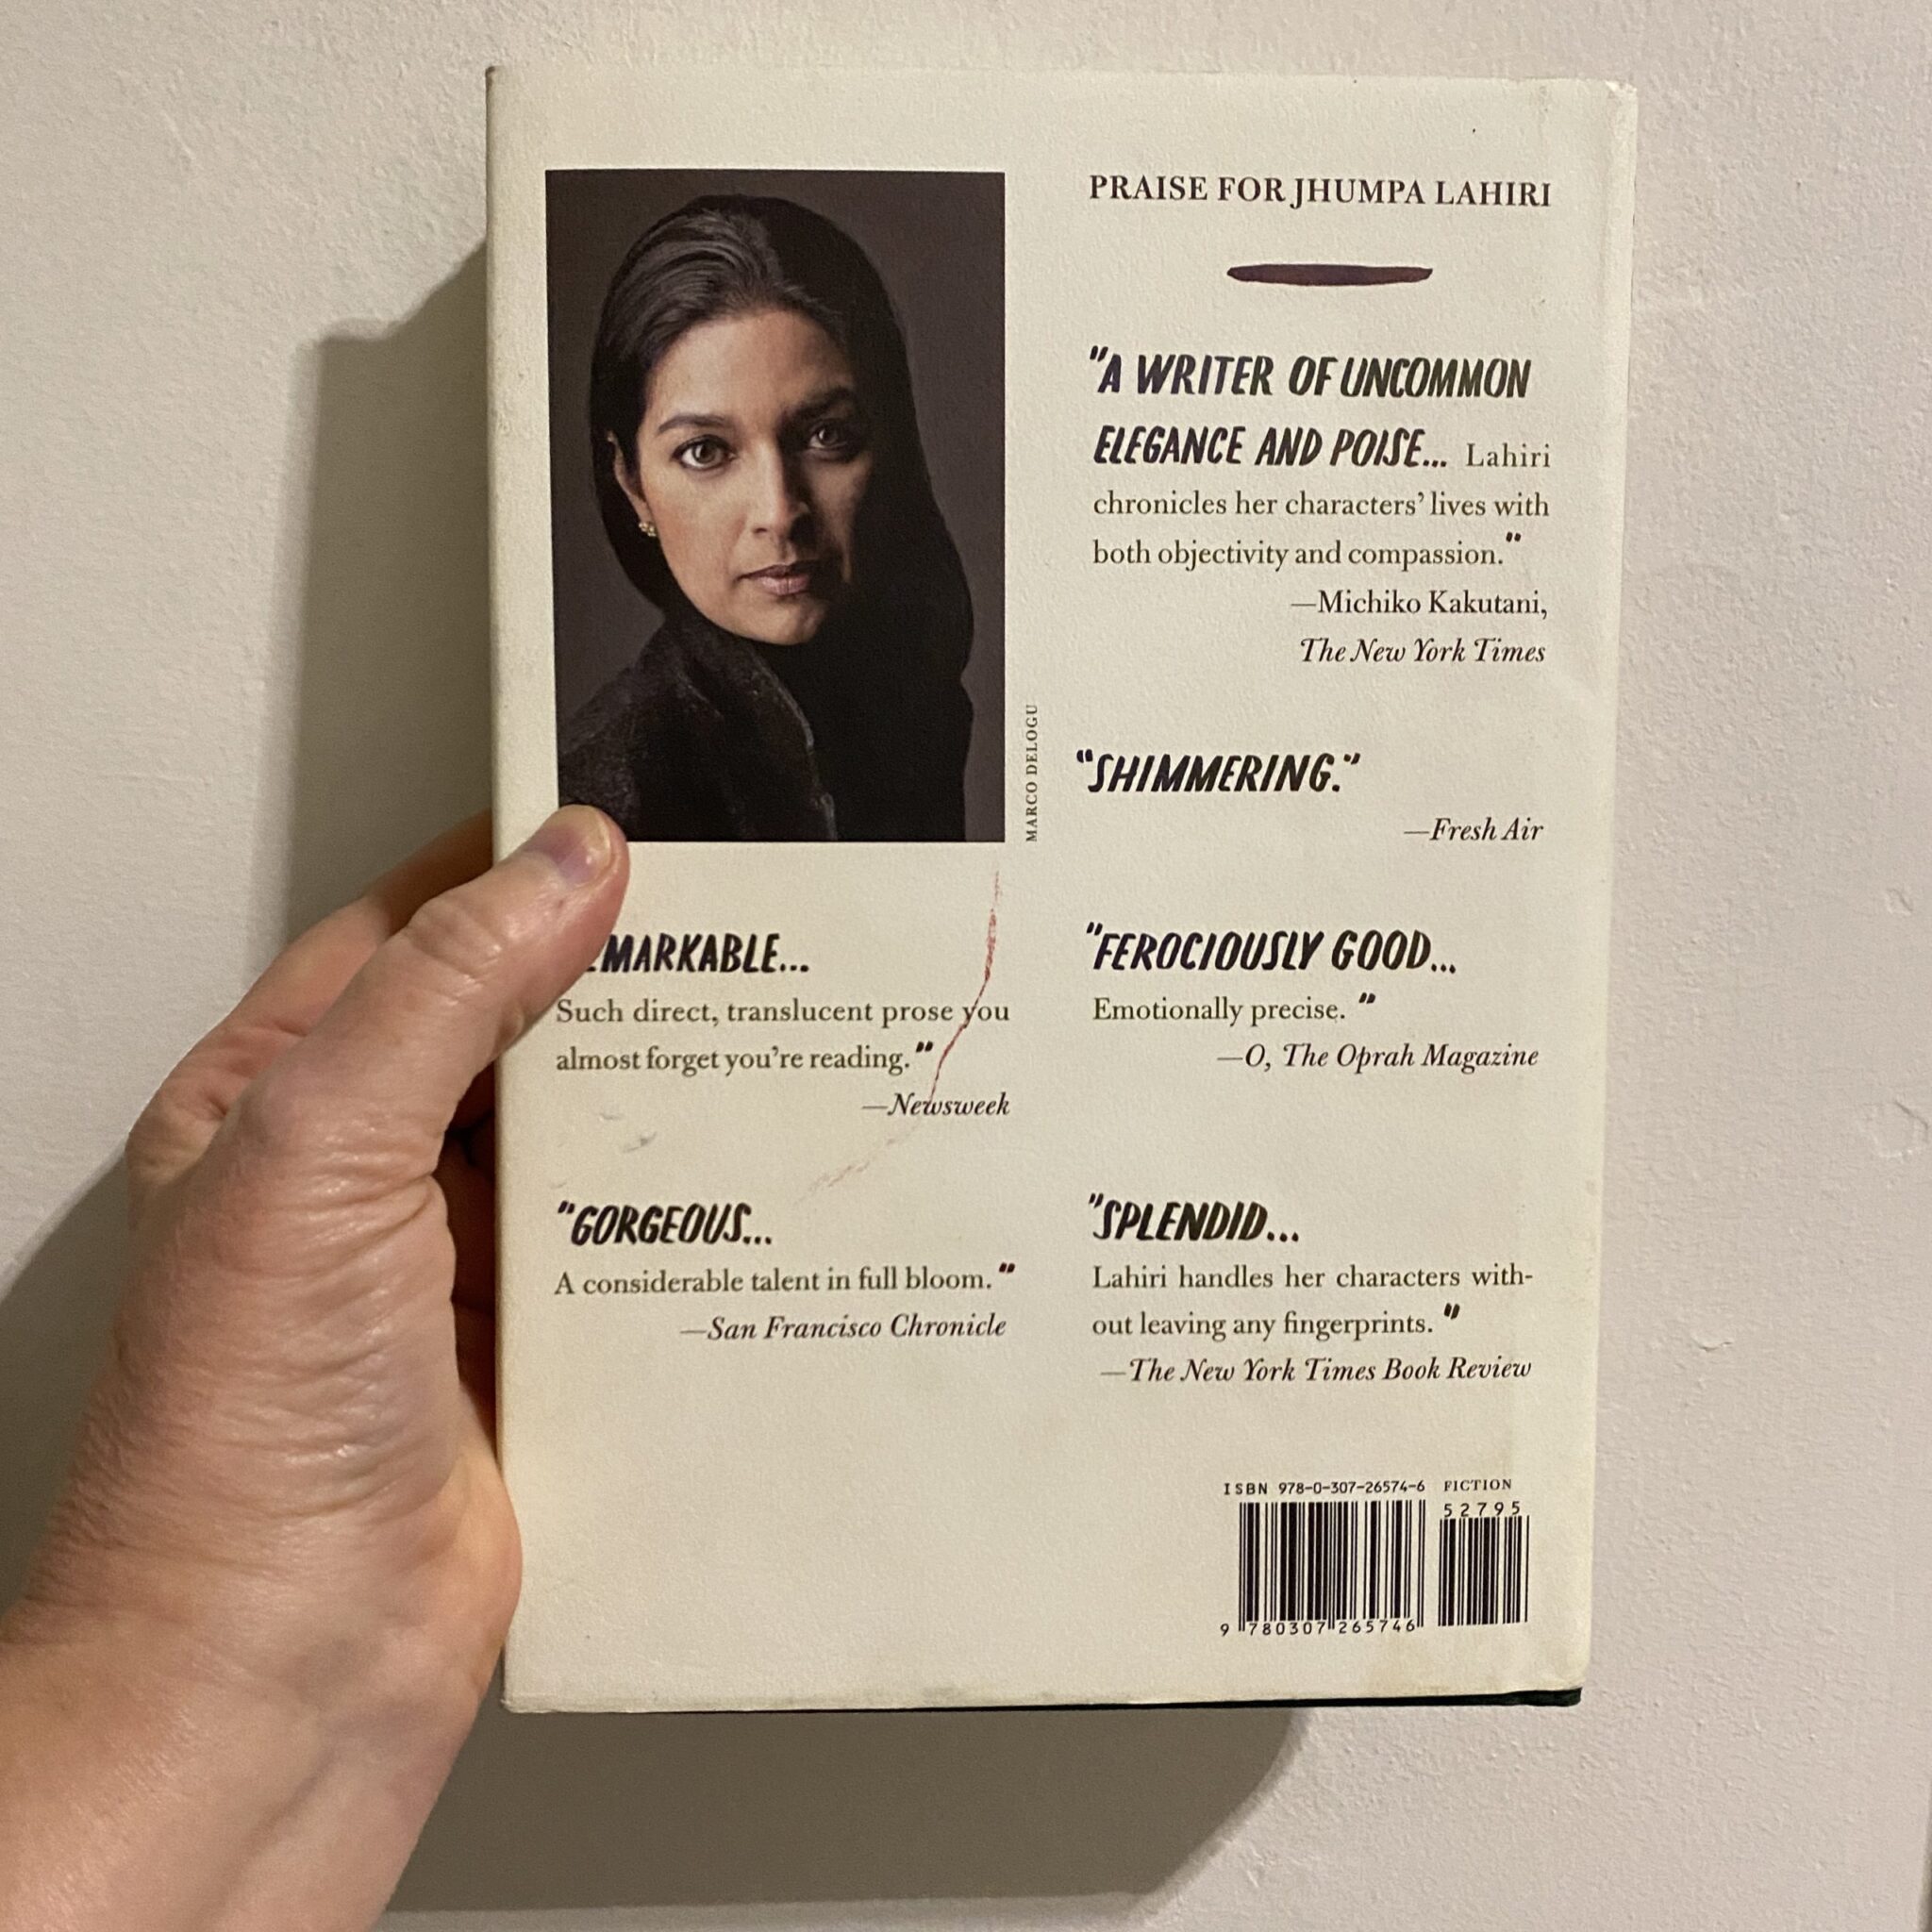 PRAISE FOR JHUMPA LAHIRI
"A WRITER OF UNCOMMON
ELEGANCE AND POISE... Lahiri
chronicles her characters' lives with
both objectivity and compassion."
—Michiko Kakutani,
The New York Times
"SHIMMERING."
—Fresh Air
"FEROCIOUSLY GOOD...
Emotionally precise."
—O, The Oprah Magazine
"SPLENDID...
Lahiri handles her characters with-
out leaving any fingerprints."
—The New York Times Book Review
MARCO DELOGU
EMARKABLE...
Such direct, translucent prose you
almost forget you're reading."
—Newsweek
"GORGEOUS...
A considerable talent in full bloom."
—San Francisco Chronicle
ISBN 978-0-307-26574-6 FICTION
52795
9 780307 265746